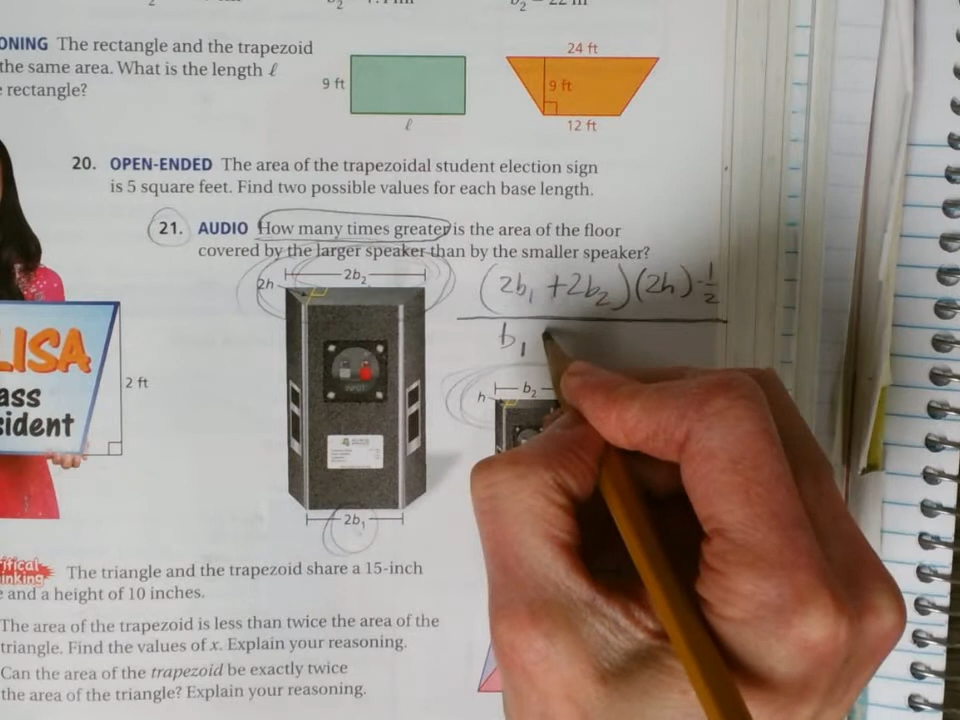 ONING The rectangle and the trapezoid
the same area. What is the length ℓ
rectangle?
9 ft
ℓ
24 ft
9 ft
12 ft
20. OPEN-ENDED The area of the trapezoidal student election sign
is 5 square feet. Find two possible values for each base length.
21. AUDIO How many times greater is the area of the floor
covered by the larger speaker than by the smaller speaker?
2h
2b₂
(2b₁ + 2b₂)(2h) · 1/2
b₁
h
b₂
2b₁
LISA
ass
sident
2 ft
itical
inking
The triangle and the trapezoid share a 15-inch
and a height of 10 inches.
The area of the trapezoid is less than twice the area of the
triangle. Find the values of x. Explain your reasoning.
Can the area of the trapezoid be exactly twice
the area of the triangle? Explain your reasoning.